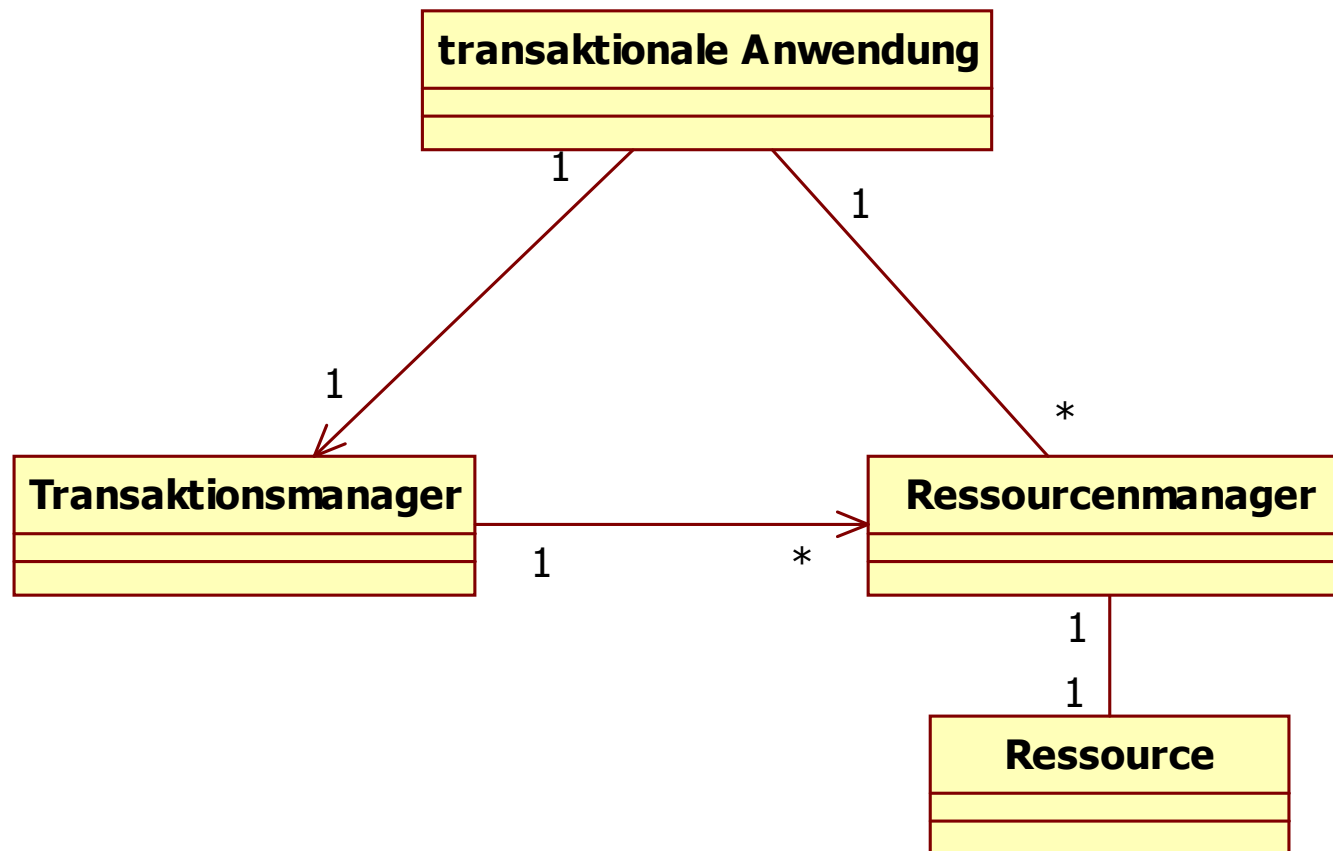 transaktionale Anwendung
1
1
1
*
Transaktionsmanager
Ressourcenmanager
1
*
1
1
Ressource